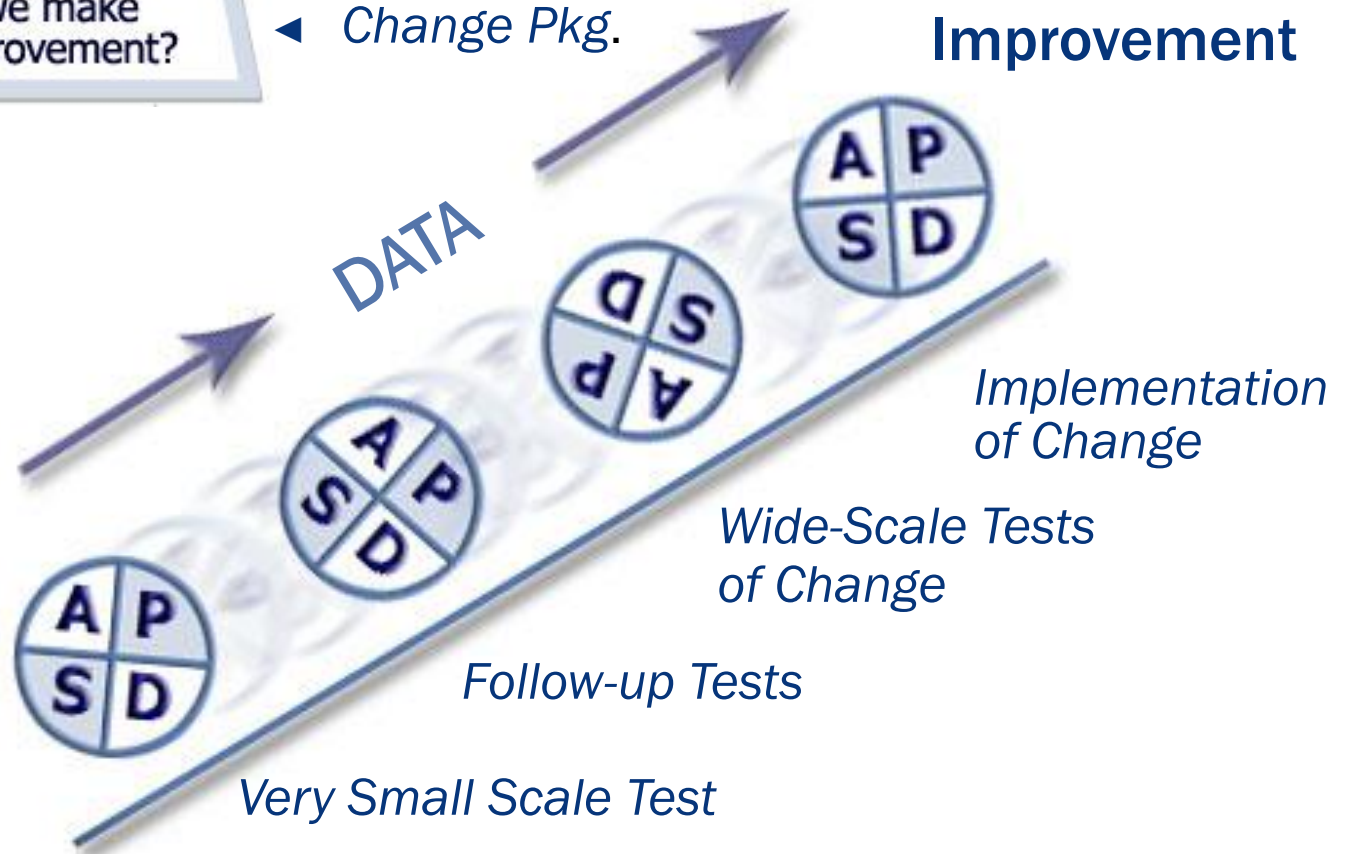 we make
rovement?
◄ Change Pkg.
Improvement
DATA
A P
S D
A P
S D
D S
P A
A P
S D
Implementation
of Change
Wide-Scale Tests
of Change
Follow-up Tests
Very Small Scale Test